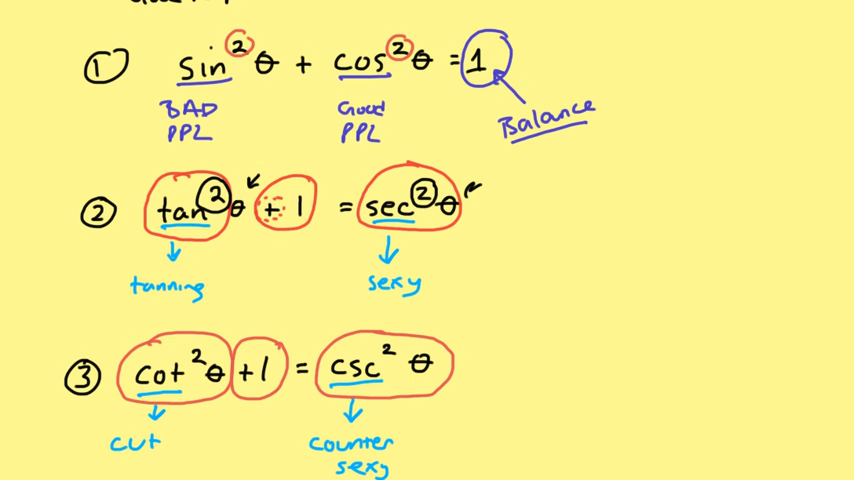 ① sin²θ + cos²θ = 1
BAD PPL
Good PPL
Balance
② tan²θ + 1 = sec²θ
tanning
sexy
③ cot²θ + 1 = csc²θ
cut
counter sexy